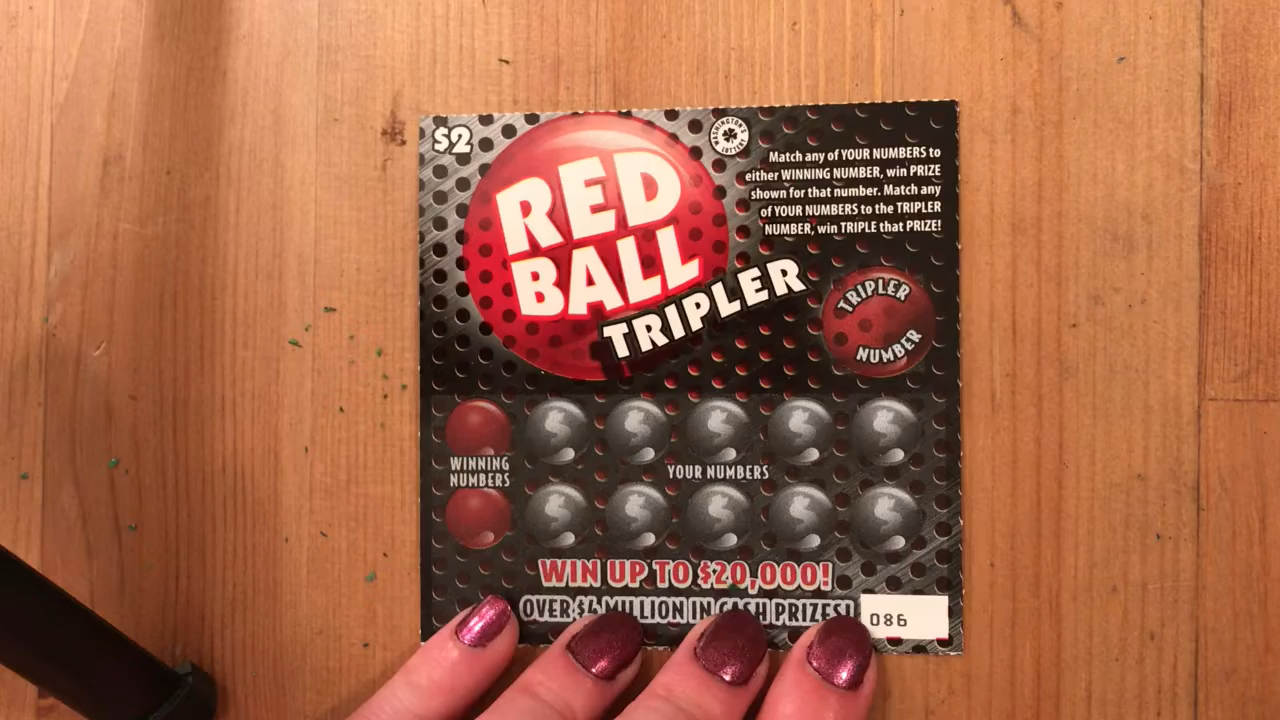 $2
WASHINGTON'S LOTTERY
RED
BALL
TRIPLER
Match any of YOUR NUMBERS to
either WINNING NUMBER, win PRIZE
shown for that number. Match any
of YOUR NUMBERS to the TRIPLER
NUMBER, win TRIPLE that PRIZE!
TRIPLER
NUMBER
WINNING
NUMBERS
YOUR NUMBERS
WIN UP TO $20,000!
OVER $4 MILLION IN CASH PRIZES!
086